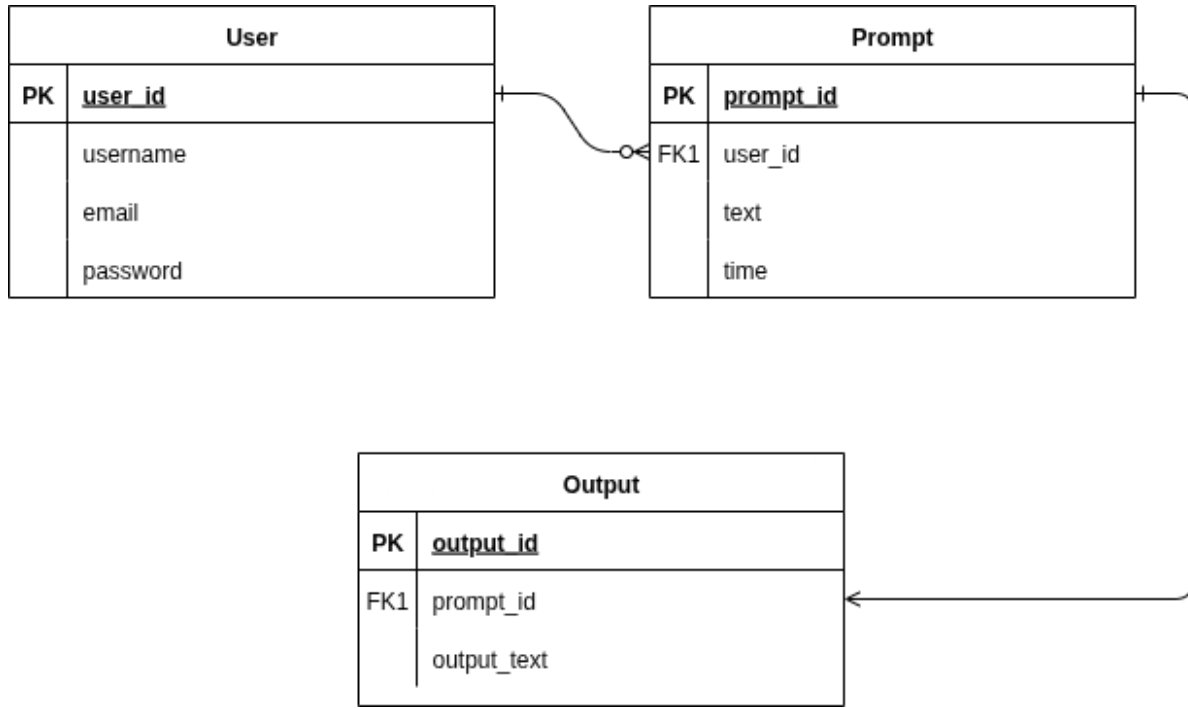 User
PK user_id
username
email
password
Prompt
PK prompt_id
FK1 user_id
text
time
Output
PK output_id
FK1 prompt_id
output_text